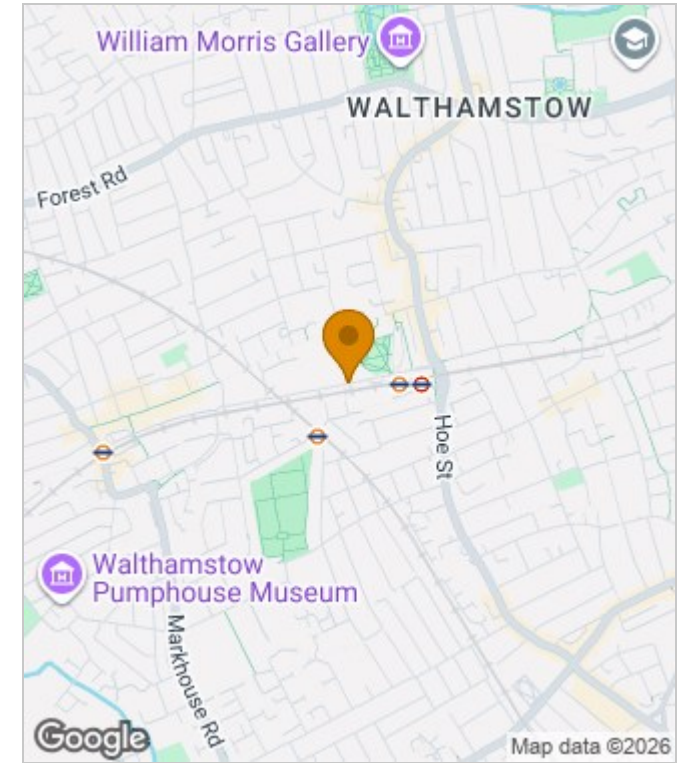 William Morris Gallery
WALTHAMSTOW
Forest Rd
Hoe St
Walthamstow
Pumphouse Museum
Markhouse Rd
Google
Map data ©2026